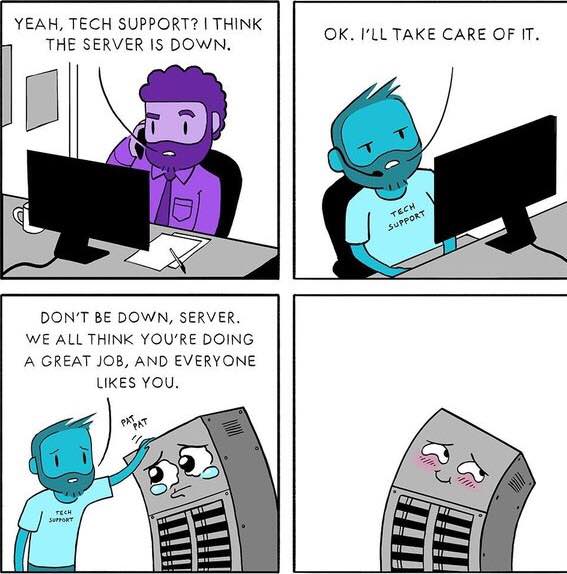 YEAH, TECH SUPPORT? I THINK
THE SERVER IS DOWN.
OK. I'LL TAKE CARE OF IT.
TECH
SUPPORT
DON'T BE DOWN, SERVER.
WE ALL THINK YOU'RE DOING
A GREAT JOB, AND EVERYONE
LIKES YOU.
PAT
PAT
TECH
SUPPORT